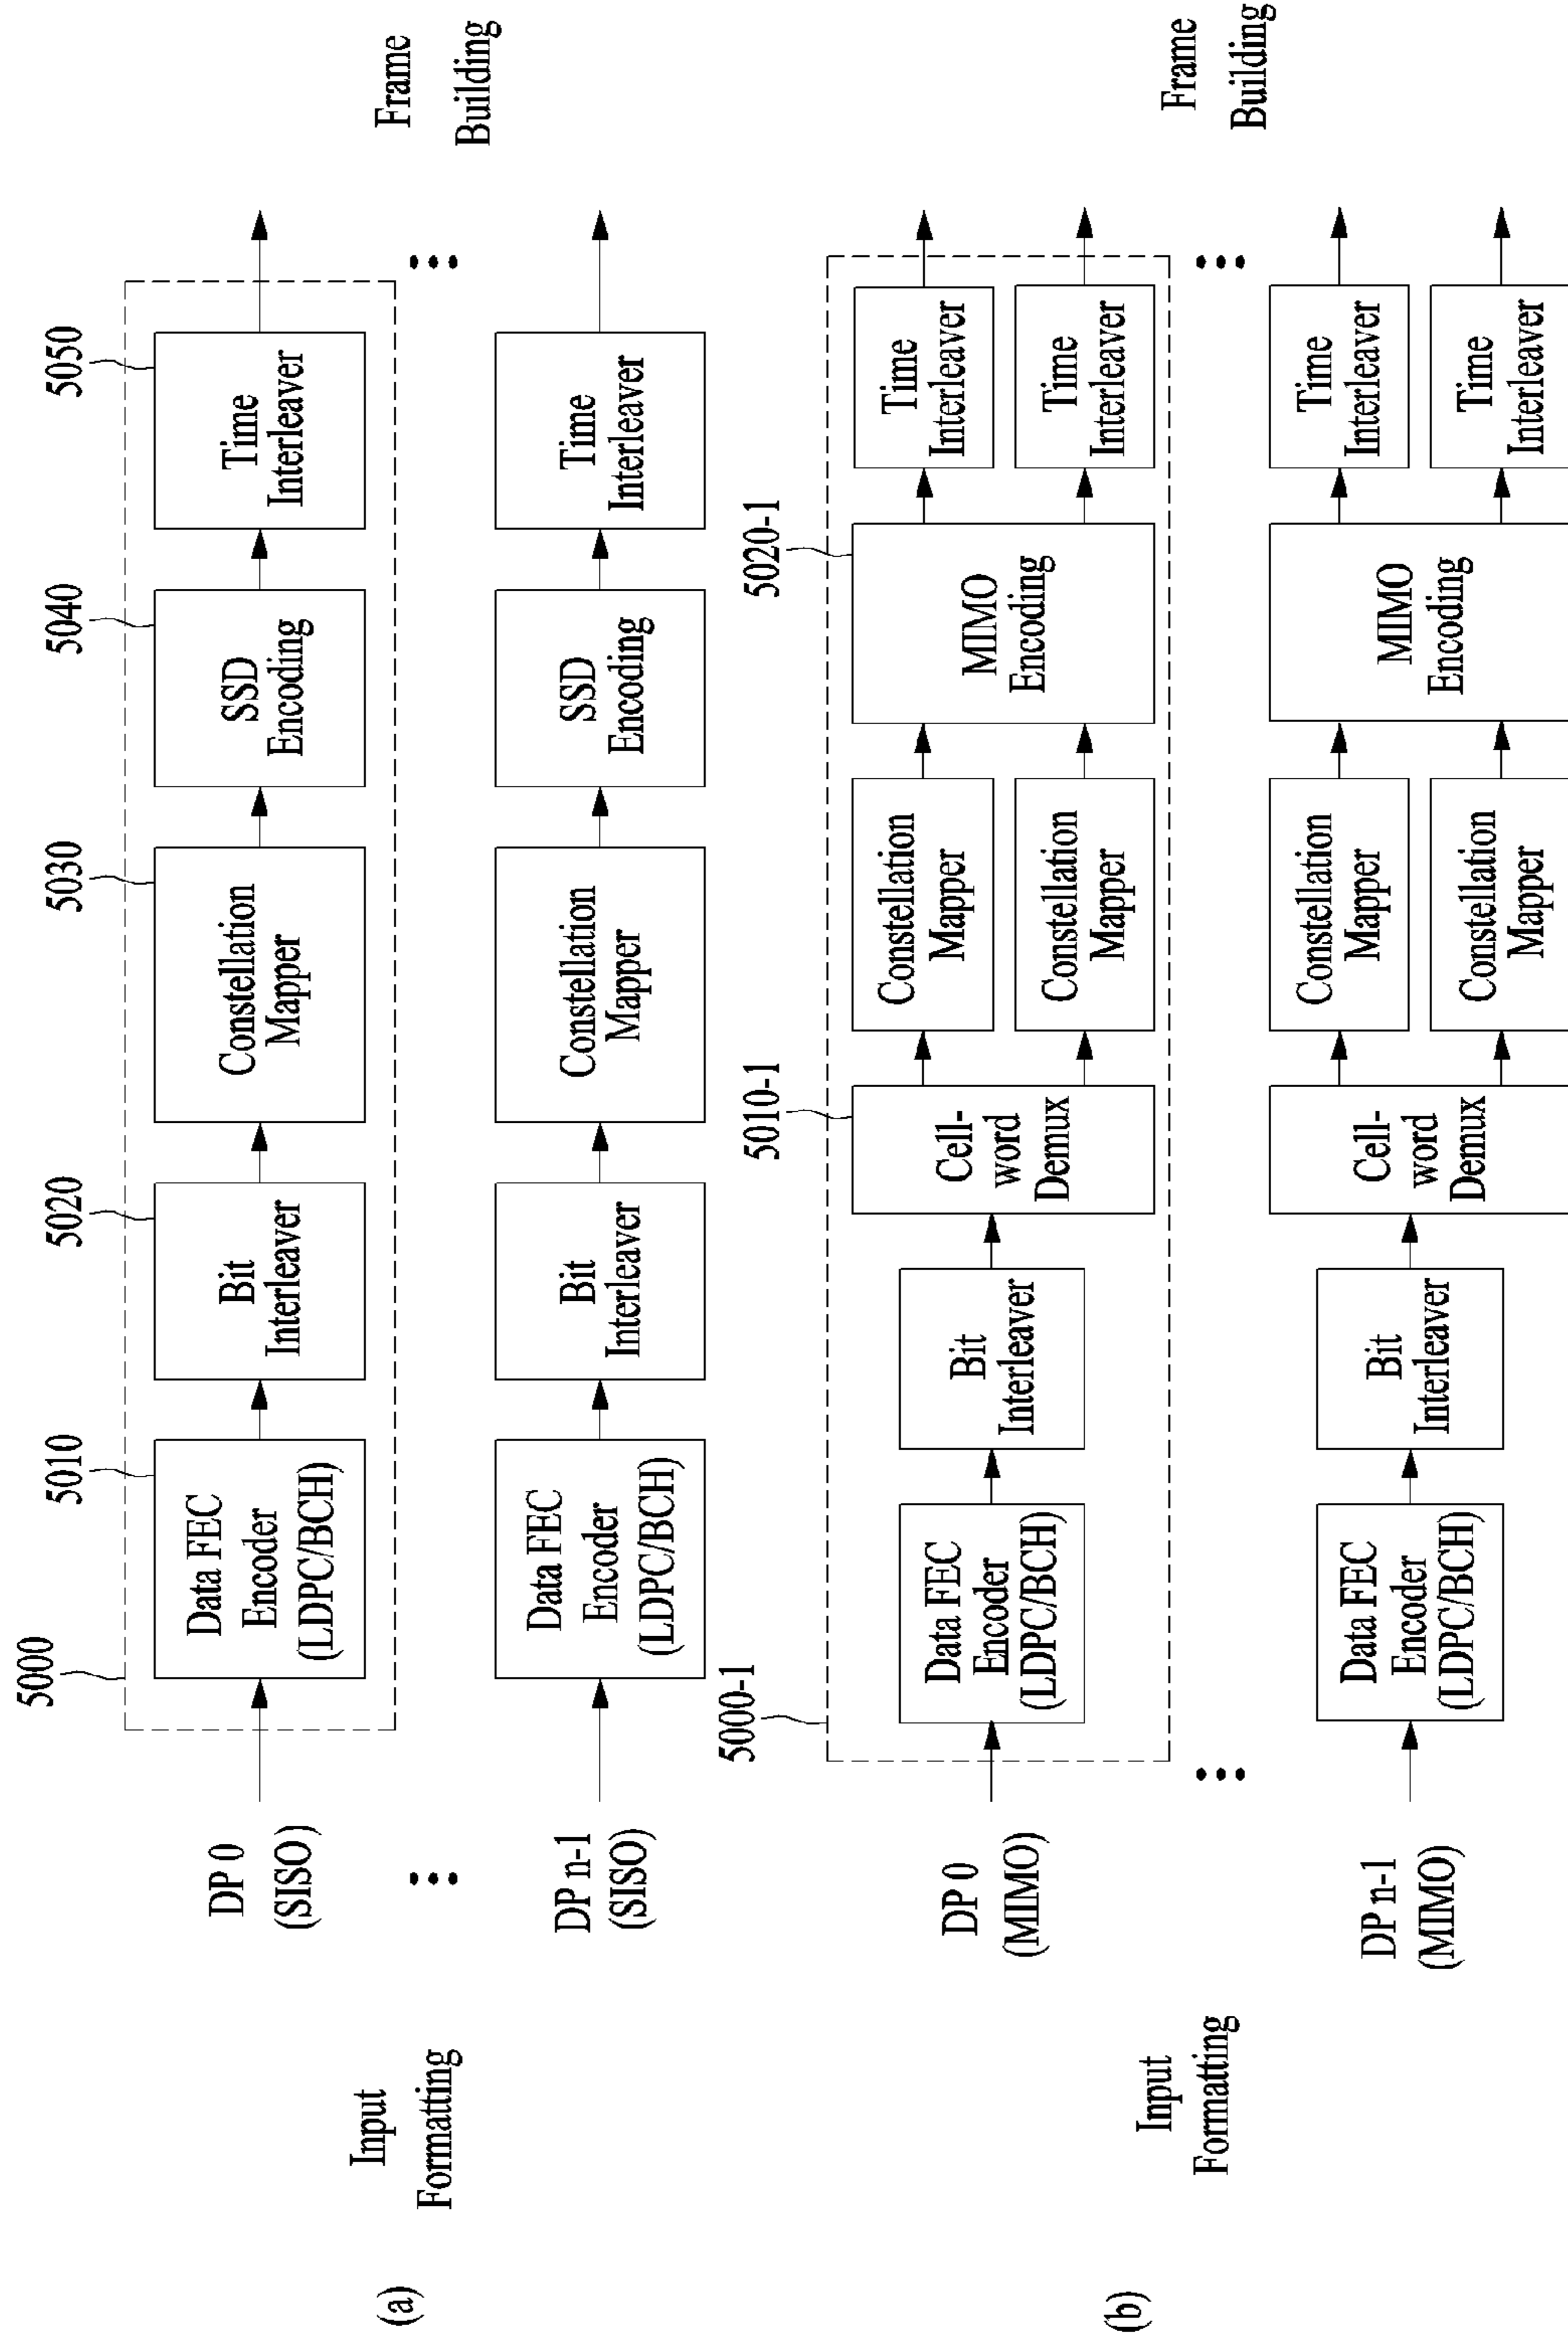 (a)
Input
Formatting
DP 0
(SISO)
5000
5010
Data FEC
Encoder
(LDPC/BCH)
5020
Bit
Interleaver
5030
Constellation
Mapper
5040
SSD
Encoding
5050
Time
Interleaver
Frame
Building
DP n-1
(SISO)
Data FEC
Encoder
(LDPC/BCH)
Bit
Interleaver
Constellation
Mapper
SSD
Encoding
Time
Interleaver
(b)
Input
Formatting
DP 0
(MIMO)
5000-1
Data FEC
Encoder
(LDPC/BCH)
Bit
Interleaver
5010-1
Cell-
word
Demux
Constellation
Mapper
Constellation
Mapper
5020-1
MIMO
Encoding
Time
Interleaver
Time
Interleaver
Frame
Building
DP n-1
(MIMO)
Data FEC
Encoder
(LDPC/BCH)
Bit
Interleaver
Cell-
word
Demux
Constellation
Mapper
Constellation
Mapper
MIMO
Encoding
Time
Interleaver
Time
Interleaver